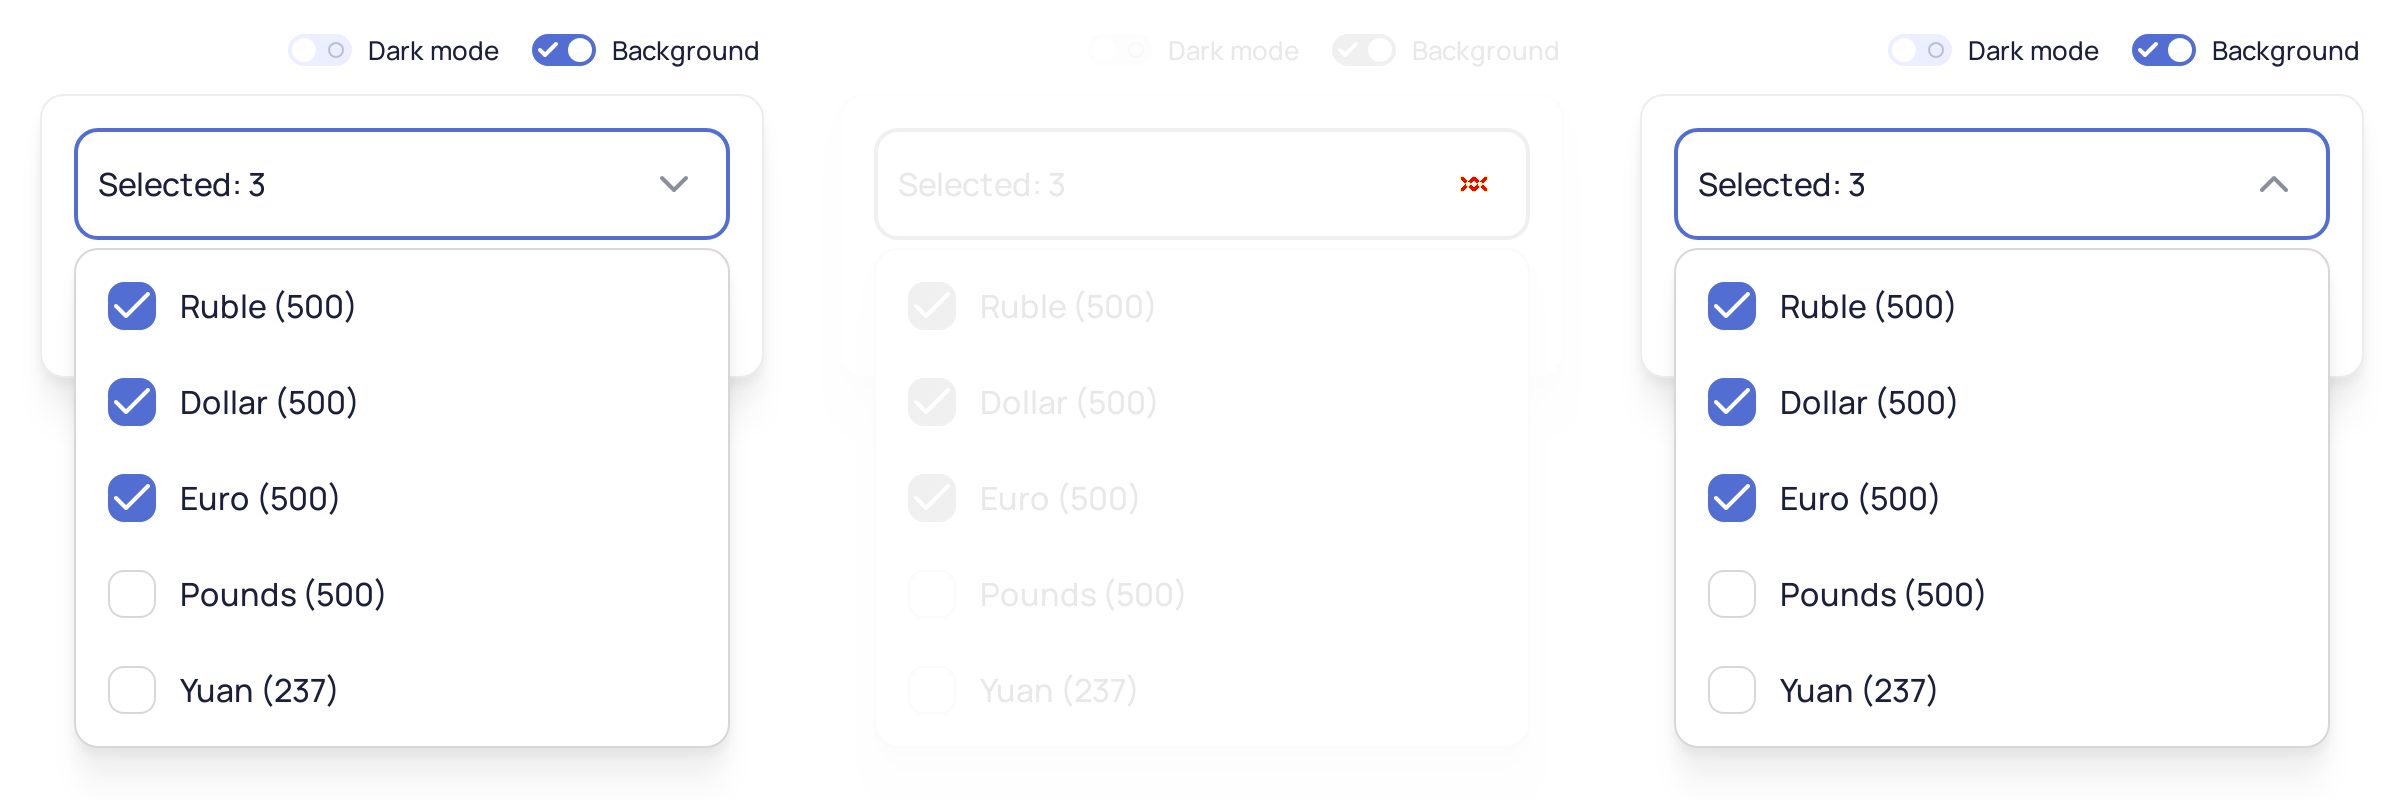 Dark mode Background
Selected: 3
Ruble (500)
Dollar (500)
Euro (500)
Pounds (500)
Yuan (237)
Dark mode Background
Selected: 3
Ruble (500)
Dollar (500)
Euro (500)
Pounds (500)
Yuan (237)
Dark mode Background
Selected: 3
Ruble (500)
Dollar (500)
Euro (500)
Pounds (500)
Yuan (237)